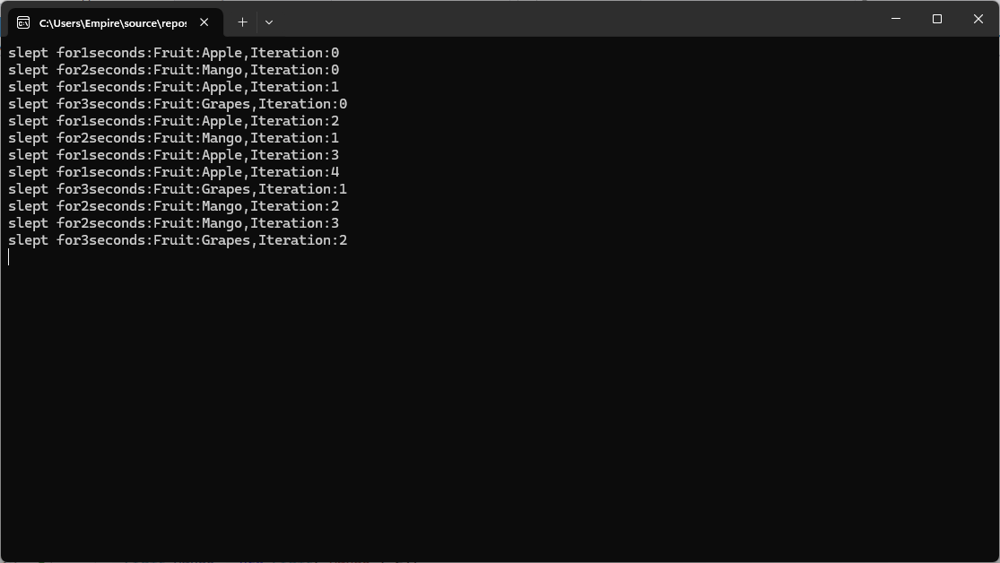 C:\Users\Empire\source\repos
slept for1seconds:Fruit:Apple,Iteration:0
slept for2seconds:Fruit:Mango,Iteration:0
slept for1seconds:Fruit:Apple,Iteration:1
slept for3seconds:Fruit:Grapes,Iteration:0
slept for1seconds:Fruit:Apple,Iteration:2
slept for2seconds:Fruit:Mango,Iteration:1
slept for1seconds:Fruit:Apple,Iteration:3
slept for1seconds:Fruit:Apple,Iteration:4
slept for3seconds:Fruit:Grapes,Iteration:1
slept for2seconds:Fruit:Mango,Iteration:2
slept for2seconds:Fruit:Mango,Iteration:3
slept for3seconds:Fruit:Grapes,Iteration:2